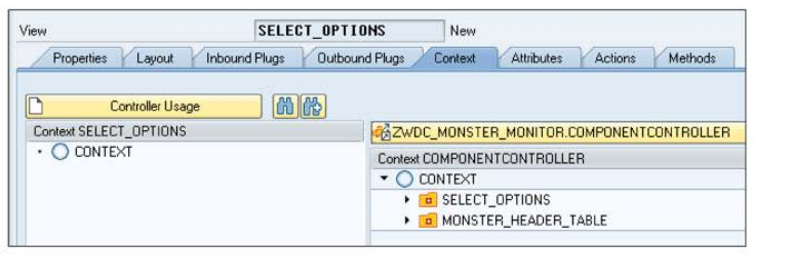 View SELECT_OPTIONS New
Properties Layout Inbound Plugs Outbound Plugs Context Attributes Actions Methods
Controller Usage
Context SELECT_OPTIONS
CONTEXT
ZWDC_MONSTER_MONITOR.COMPONENTCONTROLLER
Context COMPONENTCONTROLLER
CONTEXT
SELECT_OPTIONS
MONSTER_HEADER_TABLE